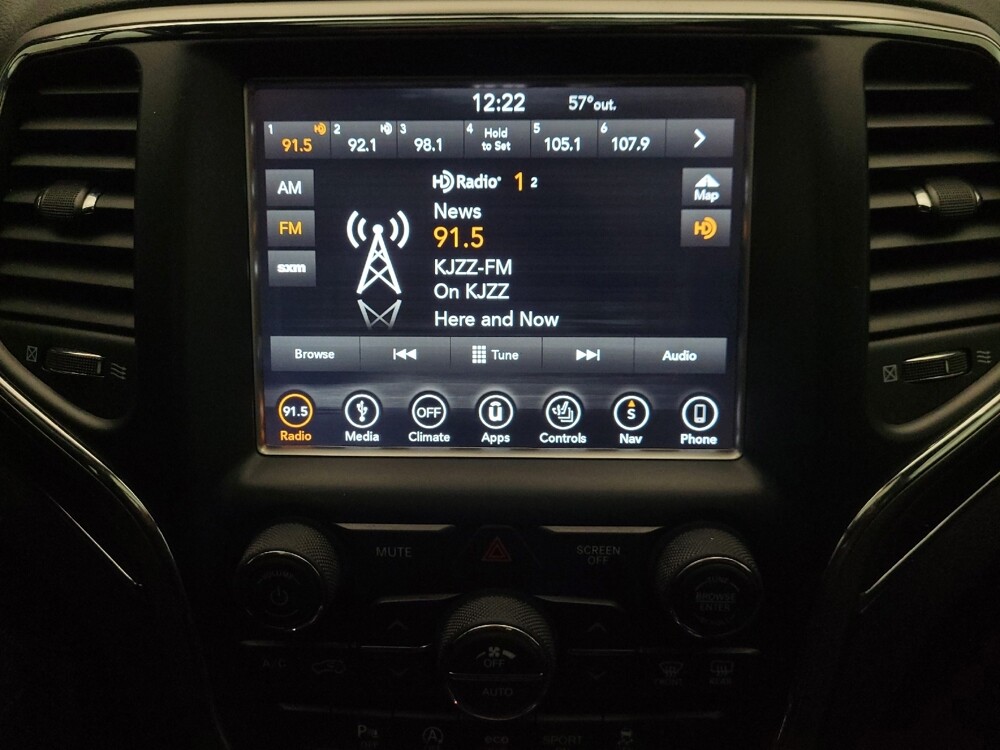 12:22 57° out.
1 91.5 HD 2 92.1 HD 3 98.1 4 Hold to Set 5 105.1 6 107.9
AM
FM
sxm
HD Radio 1 2
News
91.5
KJZZ-FM
On KJZZ
Here and Now
Map
HD
Browse Tune Audio
91.5 OFF ū S
Radio Media Climate Apps Controls Nav Phone
MUTE SCREEN OFF
BROWSE
ENTER
OFF
AUTO
A/C